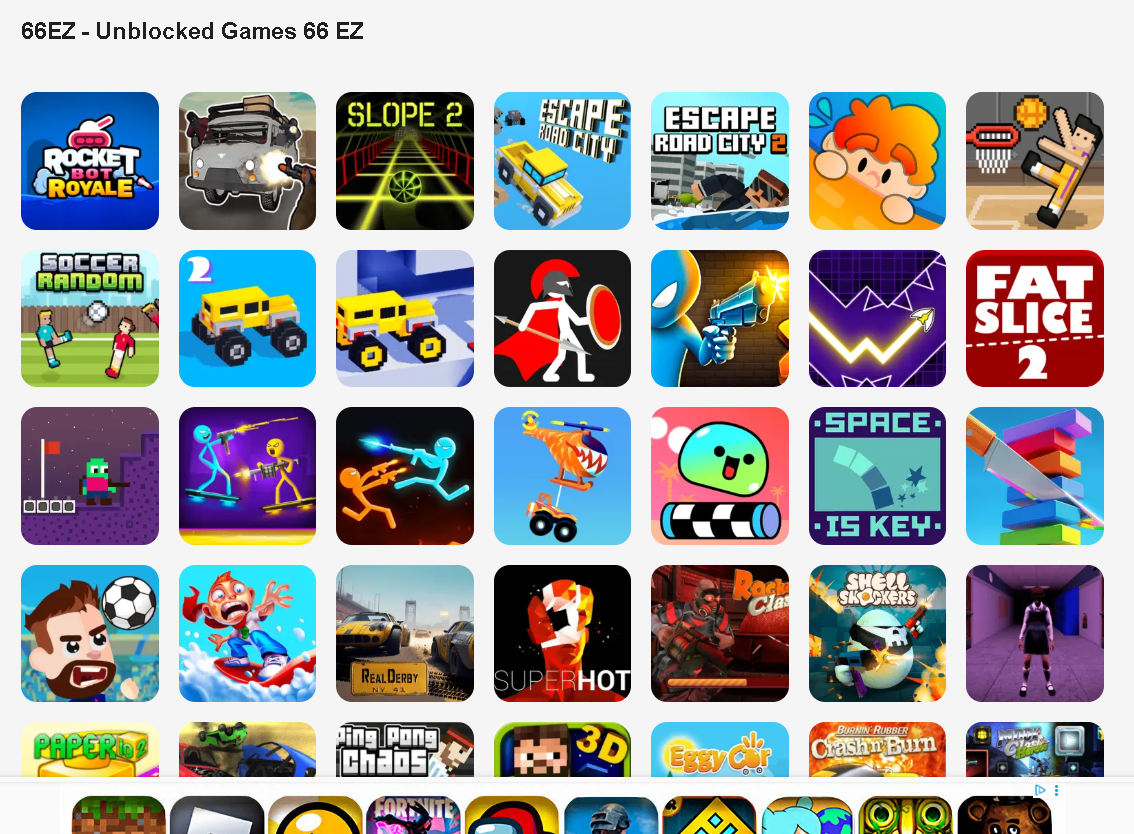 66EZ - Unblocked Games 66 EZ
ROCKET
BOT
ROYALE
SLOPE 2
ESCAPE
ROAD CITY
ESCAPE
ROAD CITY 2
SOCCER
RANDOM
2
FAT
SLICE
2
SPACE
IS KEY
REAL DERBY
NY 41
SUPERHOT
Rocket
Clas
SHELL
SHOCKERS
PAPER.io 2
Ping Pong
Chaos
3D
Eggy Car
BURNIN' RUBBER
Crash n' Burn
FORTNITE